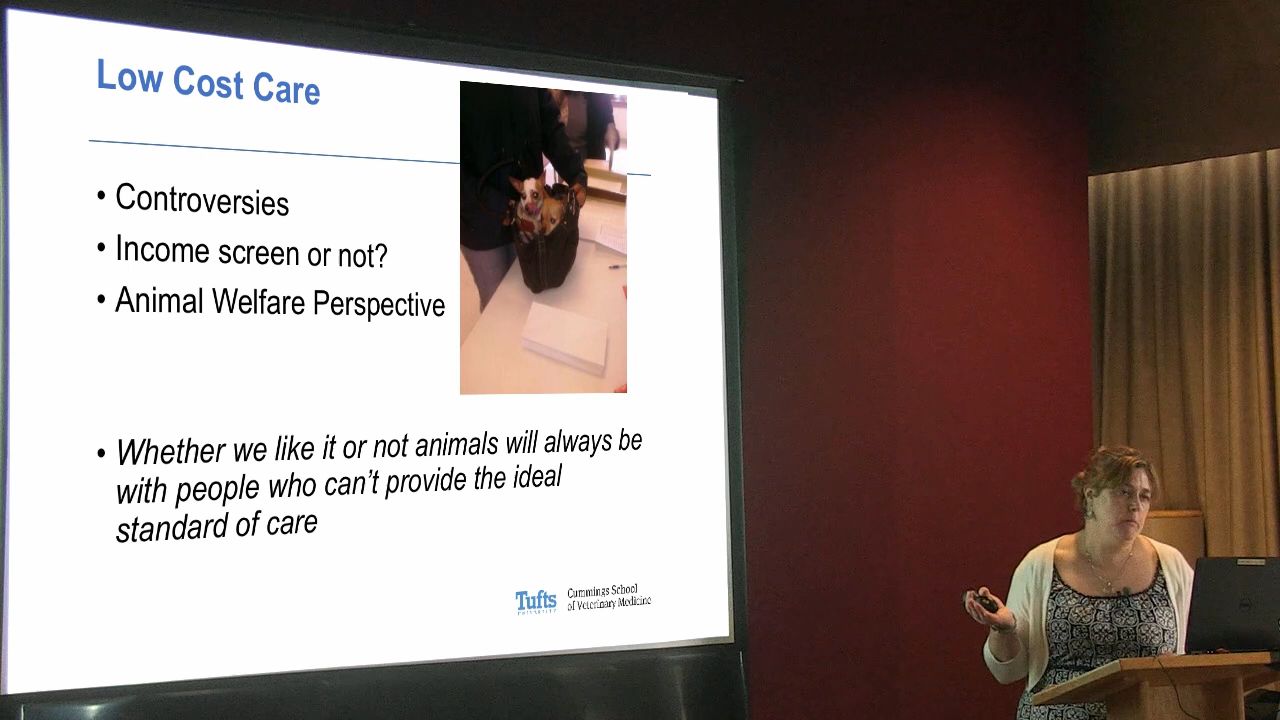 Low Cost Care
• Controversies
• Income screen or not?
• Animal Welfare Perspective
• Whether we like it or not animals will always be
with people who can't provide the ideal
standard of care
Tufts
UNIVERSITY
Cummings School
of Veterinary Medicine